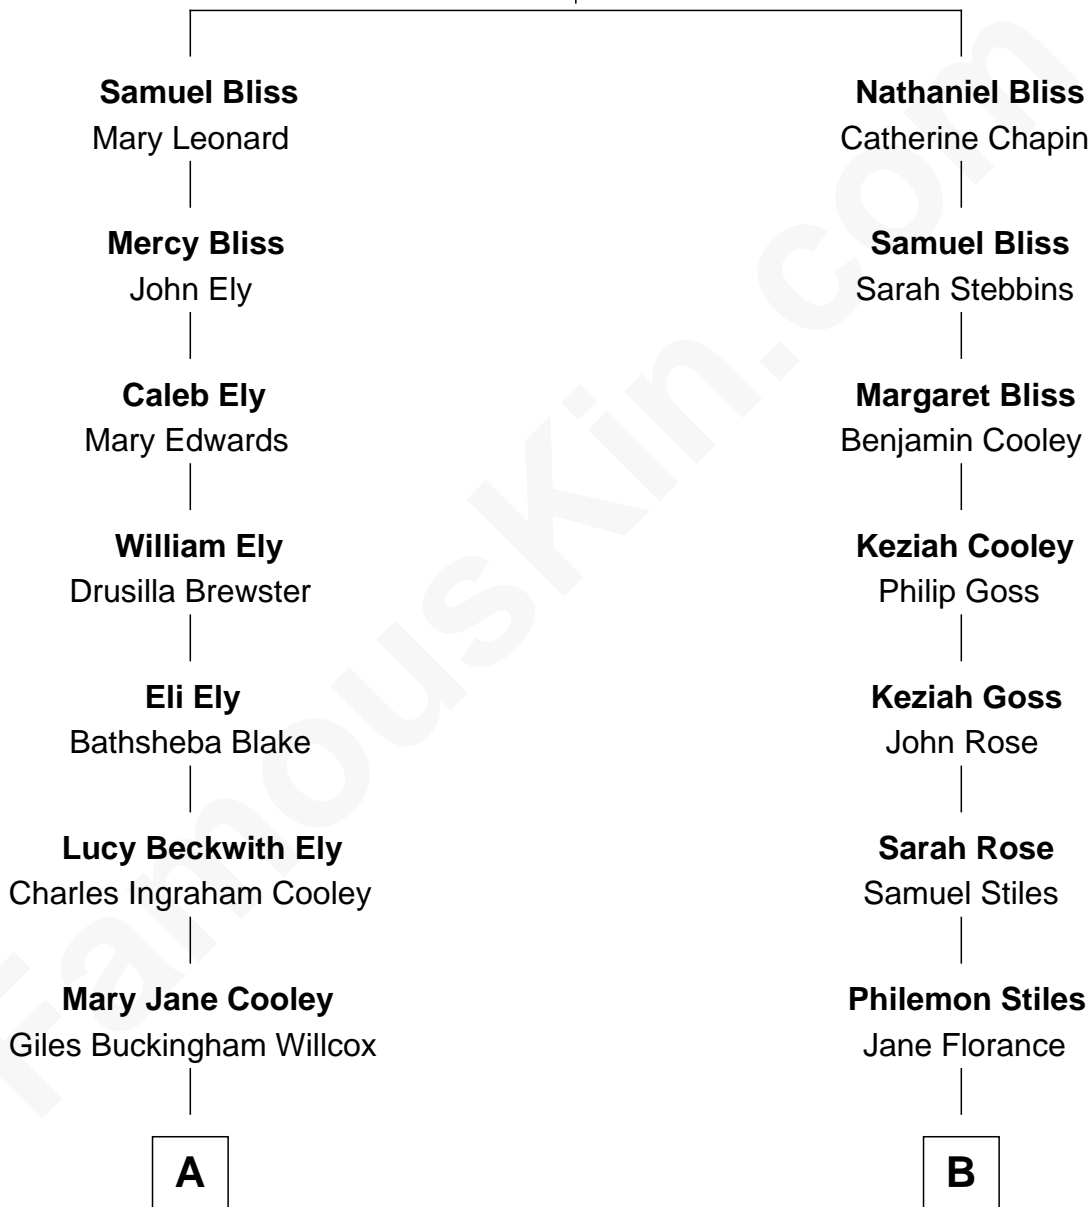 Samuel Bliss
Mary Leonard
Nathaniel Bliss
Catherine Chapin
Mercy Bliss
John Ely
Samuel Bliss
Sarah Stebbins
Caleb Ely
Mary Edwards
Margaret Bliss
Benjamin Cooley
William Ely
Drusilla Brewster
Keziah Cooley
Philip Goss
Eli Ely
Bathsheba Blake
Keziah Goss
John Rose
Lucy Beckwith Ely
Charles Ingraham Cooley
Sarah Rose
Samuel Stiles
Mary Jane Cooley
Giles Buckingham Willcox
Philemon Stiles
Jane Florance
A
B
FamousKin.com